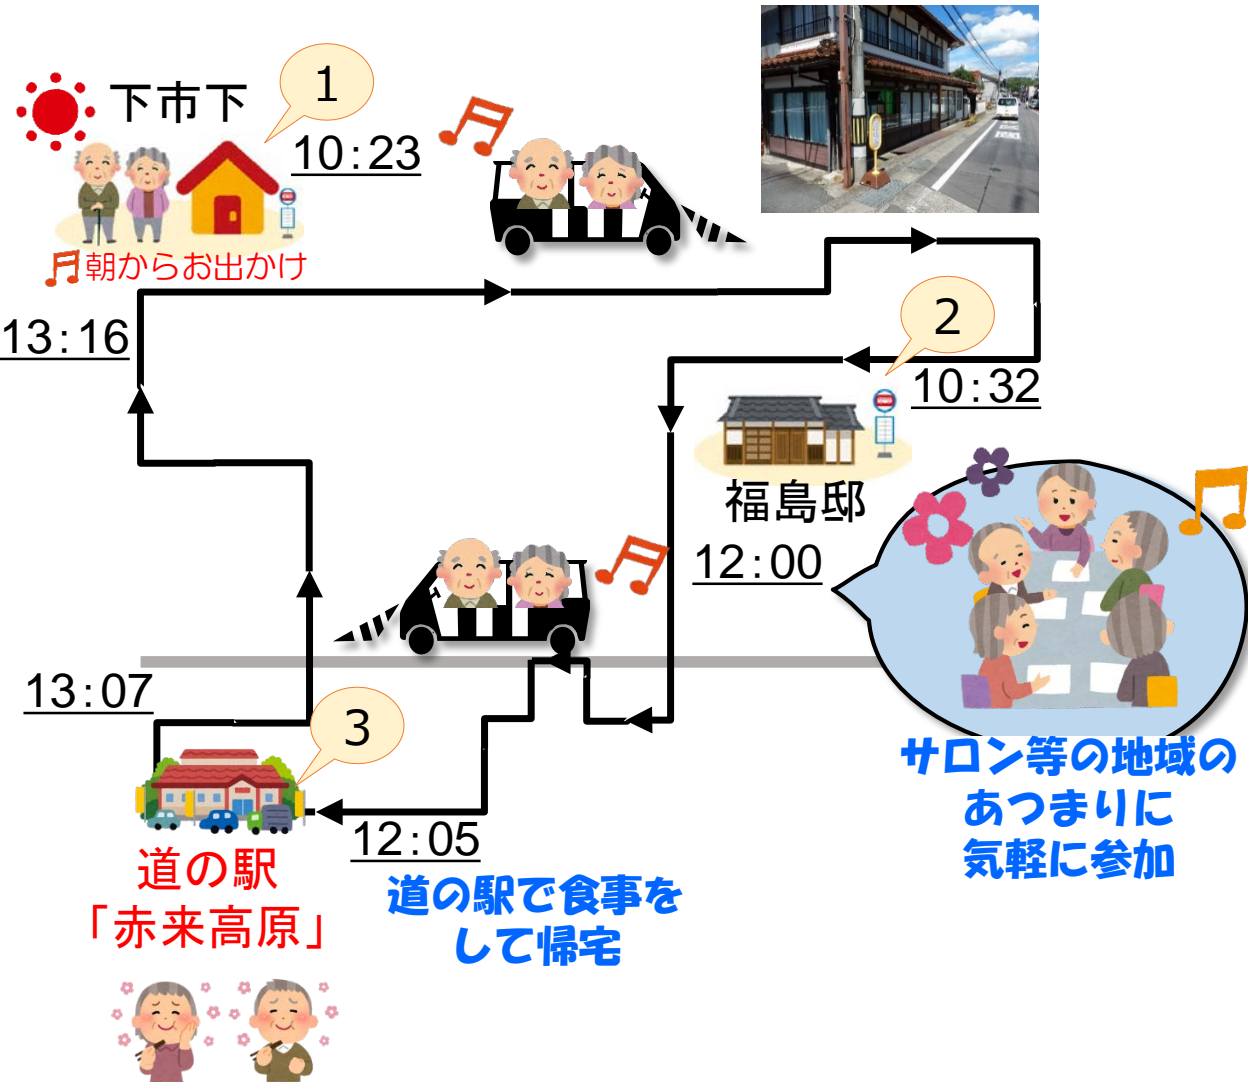 下市下
1
10:23
朝からお出かけ
13:16
2
10:32
福島邸
12:00
13:07
3
12:05
サロン等の地域の
あつまりに
気軽に参加
道の駅
「赤来高原」
道の駅で食事を
して帰宅